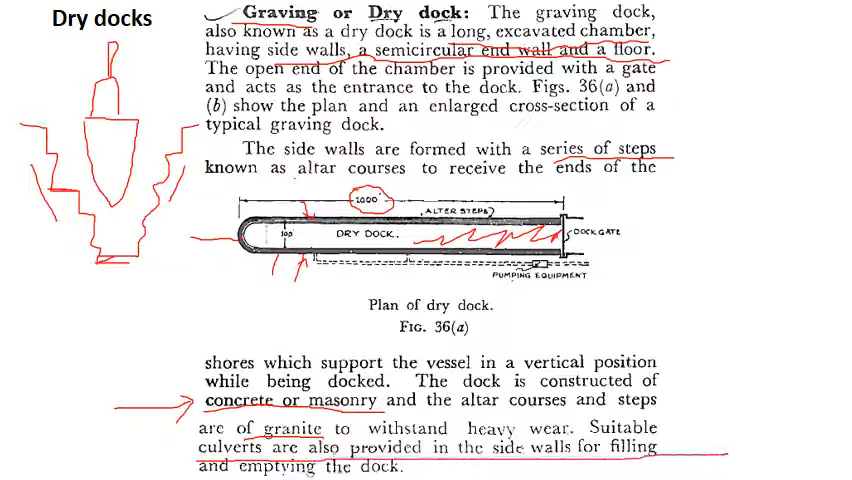 Dry docks
Graving or Dry dock: The graving dock,
also known as a dry dock is a long, excavated chamber,
having side walls, a semicircular end wall and a floor.
The open end of the chamber is provided with a gate
and acts as the entrance to the dock. Figs. 36(a) and
(b) show the plan and an enlarged cross-section of a
typical graving dock.
The side walls are formed with a series of steps
known as altar courses to receive the ends of the
1000'
ALTER STEPS
100
DRY DOCK.
DOCK GATE
PUMPING EQUIPMENT
Plan of dry dock.
FIG. 36(a)
shores which support the vessel in a vertical position
while being docked. The dock is constructed of
concrete or masonry and the altar courses and steps
are of granite to withstand heavy wear. Suitable
culverts are also provided in the side walls for filling
and emptying the dock.